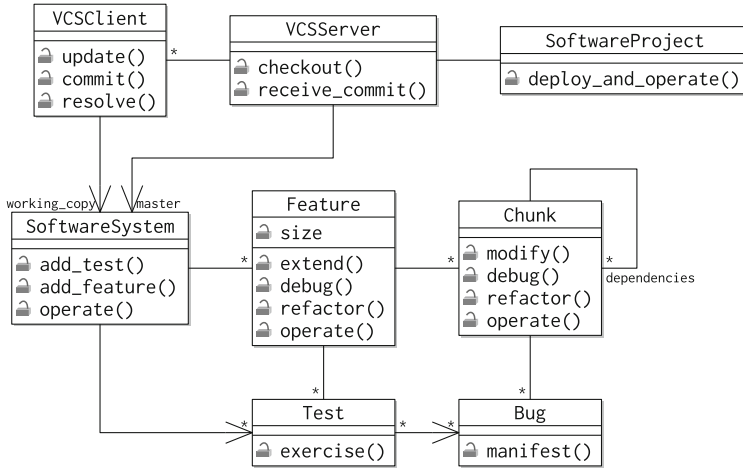 VCSClient
update()
commit()
resolve()
*
VCSServer
checkout()
receive_commit()
SoftwareProject
deploy_and_operate()
working_copy
master
SoftwareSystem
add_test()
add_feature()
operate()
*
Feature
size
extend()
debug()
refactor()
operate()
*
Chunk
modify()
debug()
refactor()
operate()
*
dependencies
*
*
*
Test
exercise()
*
*
Bug
manifest()